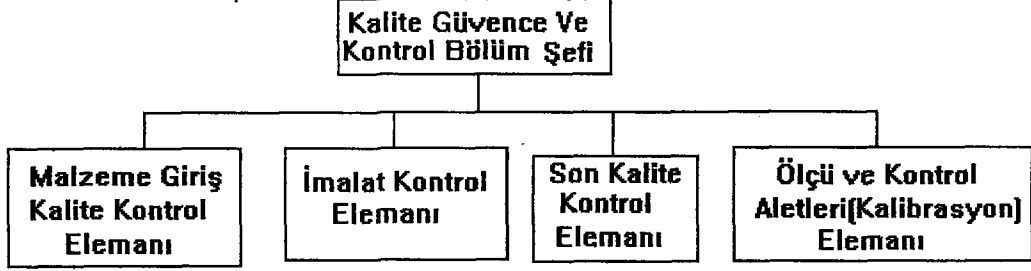 Kalite Güvence Ve
Kontrol Bölüm Şefi
Malzeme Giriş
Kalite Kontrol
Elemanı
İmalat Kontrol
Elemanı
Son Kalite
Kontrol
Elemanı
Ölçü ve Kontrol
Aletleri(Kalibrasyon)
Elemanı